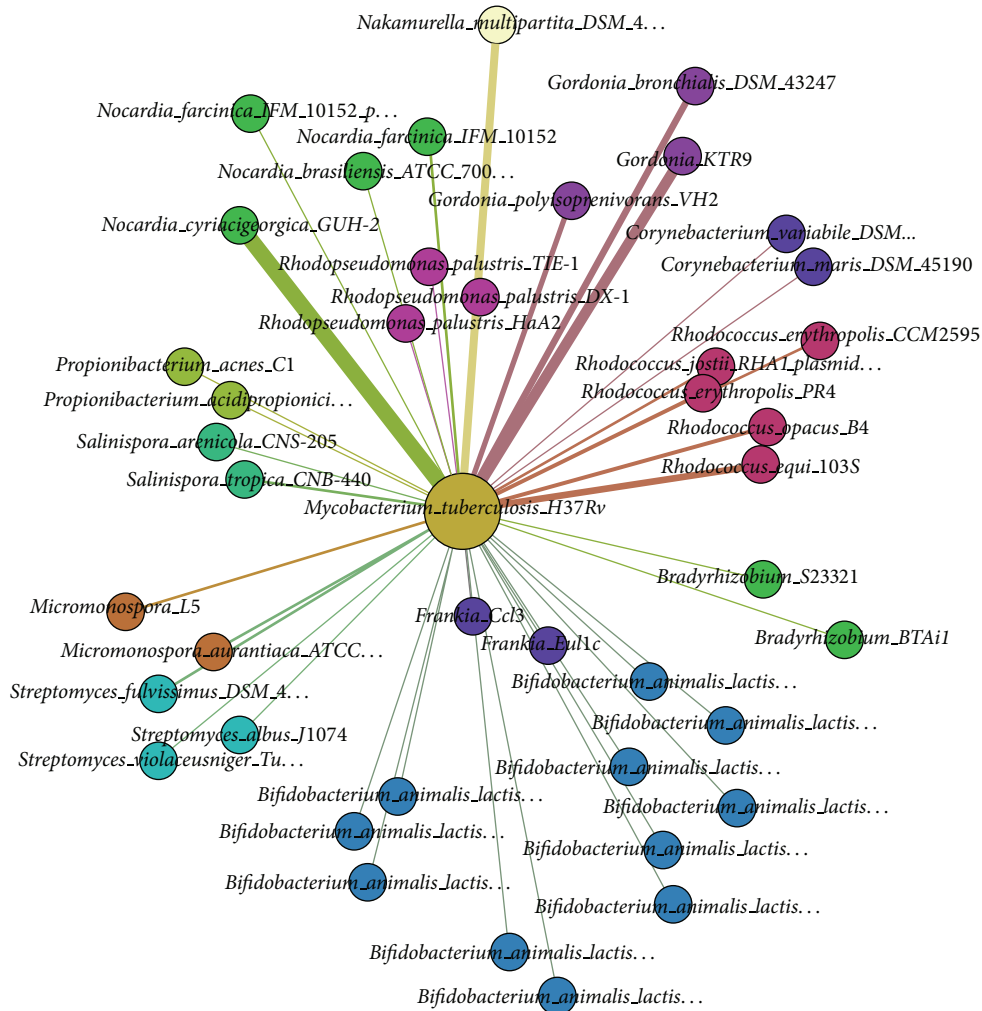 Nakamurella_multipartita_DSM_4...
Gordonia_bronchialis_DSM_43247
Nocardia_farcinica_IFM_10152_p...
Nocardia_farcinica_IFM_10152
Gordonia_KTR9
Nocardia_brasiliensis_ATCC_700...
Gordonia_polyisoprenivorans_VH2
Nocardia_cyriacigeorgica_GUH-2
Corynebacterium_variabile_DSM...
Rhodopseudomonas_palustris_TIE-1
Corynebacterium_maris_DSM_45190
Rhodopseudomonas_palustris_DX-1
Rhodopseudomonas_palustris_HaA2
Rhodococcus_erythropolis_CCM2595
Propionibacterium_acnes_C1
Rhodococcus_jostii_RHA1_plasmid...
Rhodococcus_erythropolis_PR4
Propionibacterium_acidipropionici...
Rhodococcus_opacus_B4
Salinispora_arenicola_CNS-205
Rhodococcus_equi_103S
Salinispora_tropica_CNB-440
Mycobacterium_tuberculosis_H37Rv
Bradyrhizobium_S23321
Micromonospora_L5
Frankia_Ccl3
Bradyrhizobium_BTAi1
Frankia_Eul1c
Micromonospora_aurantiaca_ATCC...
Bifidobacterium_animalis_lactis...
Streptomyces_fulvissimus_DSM_4...
Bifidobacterium_animalis_lactis...
Streptomyces_albus_J1074
Streptomyces_violaceusniger_Tu...
Bifidobacterium_animalis_lactis...
Bifidobacterium_animalis_lactis...
Bifidobacterium_animalis_lactis...
Bifidobacterium_animalis_lactis...
Bifidobacterium_animalis_lactis...
Bifidobacterium_animalis_lactis...
Bifidobacterium_animalis_lactis...
Bifidobacterium_animalis_lactis...
Bifidobacterium_animalis_lactis...